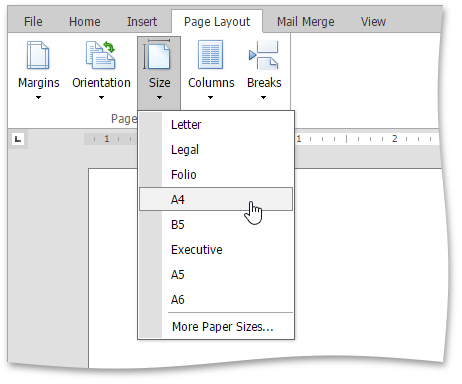 File Home Insert Page Layout Mail Merge View
Margins Orientation Size Columns Breaks
Page
Letter
1 1 2
Legal
Folio
A4
B5
Executive
A5
A6
More Paper Sizes...